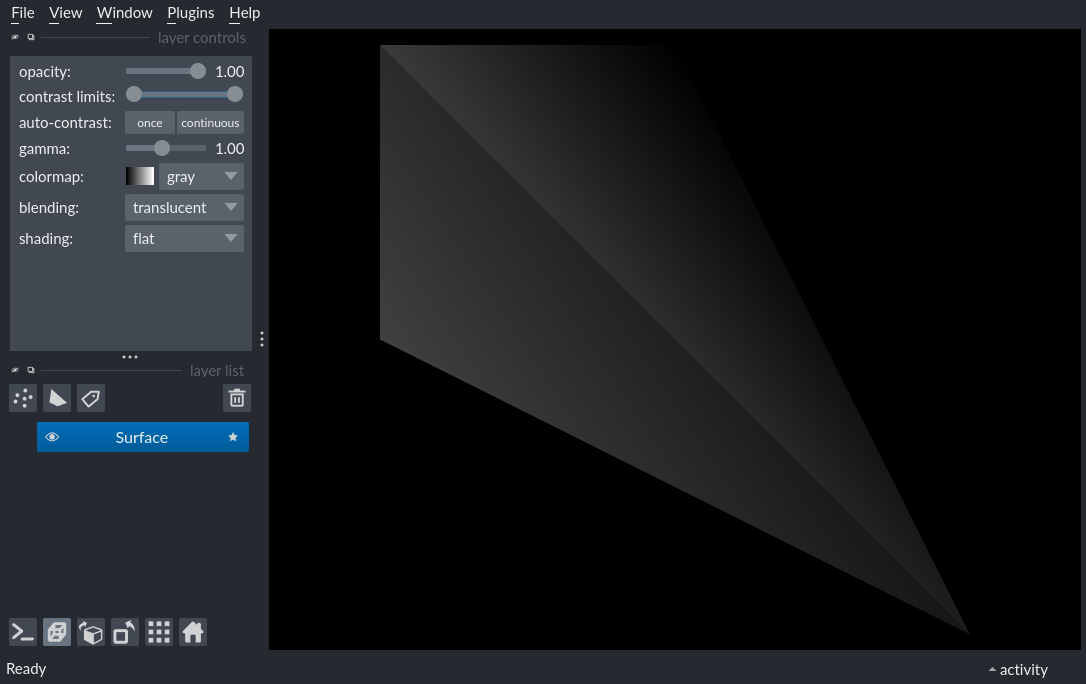 File View Window Plugins Help
layer controls
opacity: 1.00
contrast limits:
auto-contrast: once continuous
gamma: 1.00
colormap: gray
blending: translucent
shading: flat
layer list
Surface
Ready
activity